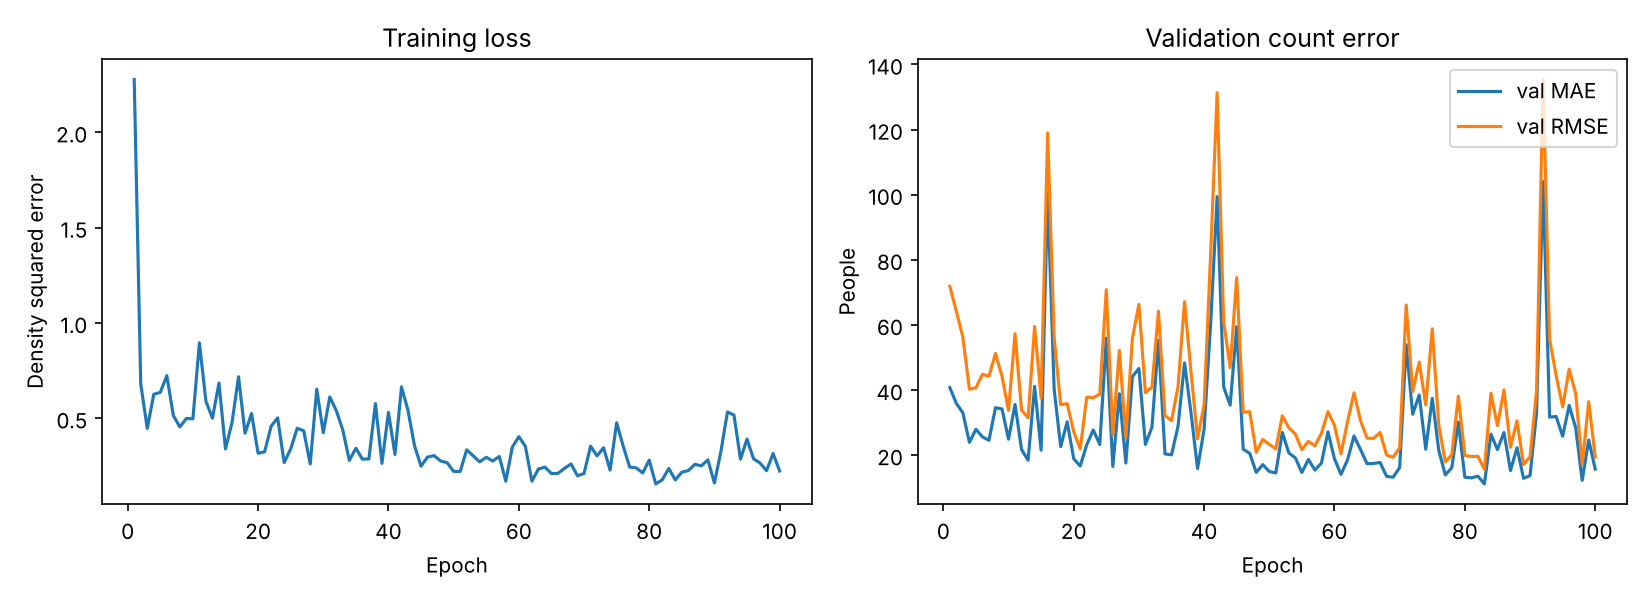 Training loss
Density squared error
2.0
1.5
1.0
0.5
0 20 40 60 80 100
Epoch
Validation count error
val MAE
val RMSE
People
140
120
100
80
60
40
20
0 20 40 60 80 100
Epoch